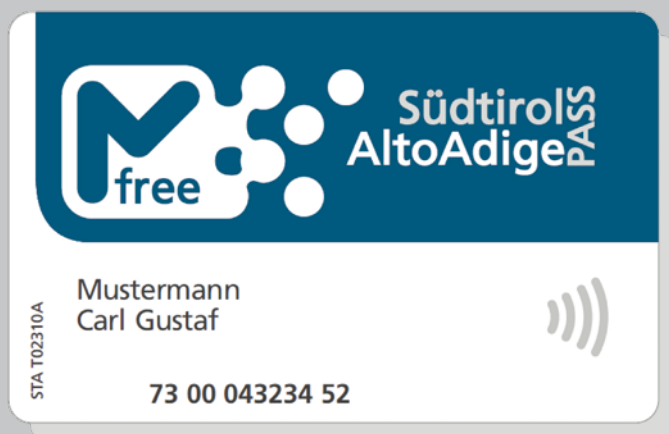 free
Südtirol
AltoAdige
PASS
Mustermann
Carl Gustaf
STA T02310A
73 00 043234 52